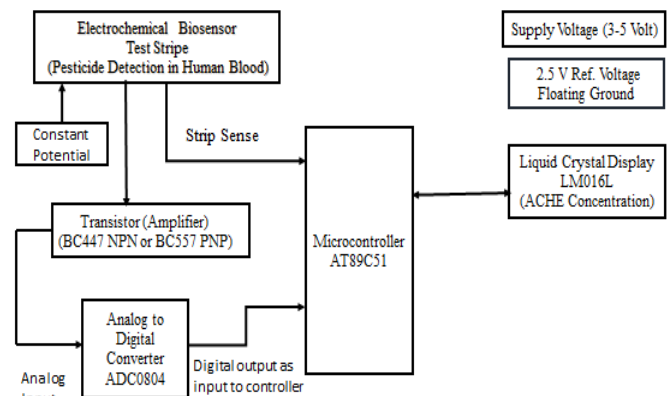 Electrochemical Biosensor
Test Stripe
(Pesticide Detection in Human Blood)
Supply Voltage (3-5 Volt)
2.5 V Ref. Voltage
Floating Ground
Constant
Potential
Strip Sense
Liquid Crystal Display
LM016L
(ACHE Concentration)
Transistor (Amplifier)
(BC447 NPN or BC557 PNP)
Microcontroller
AT89C51
Analog to
Digital
Converter
ADC0804
Analog
Digital output as
input to controller